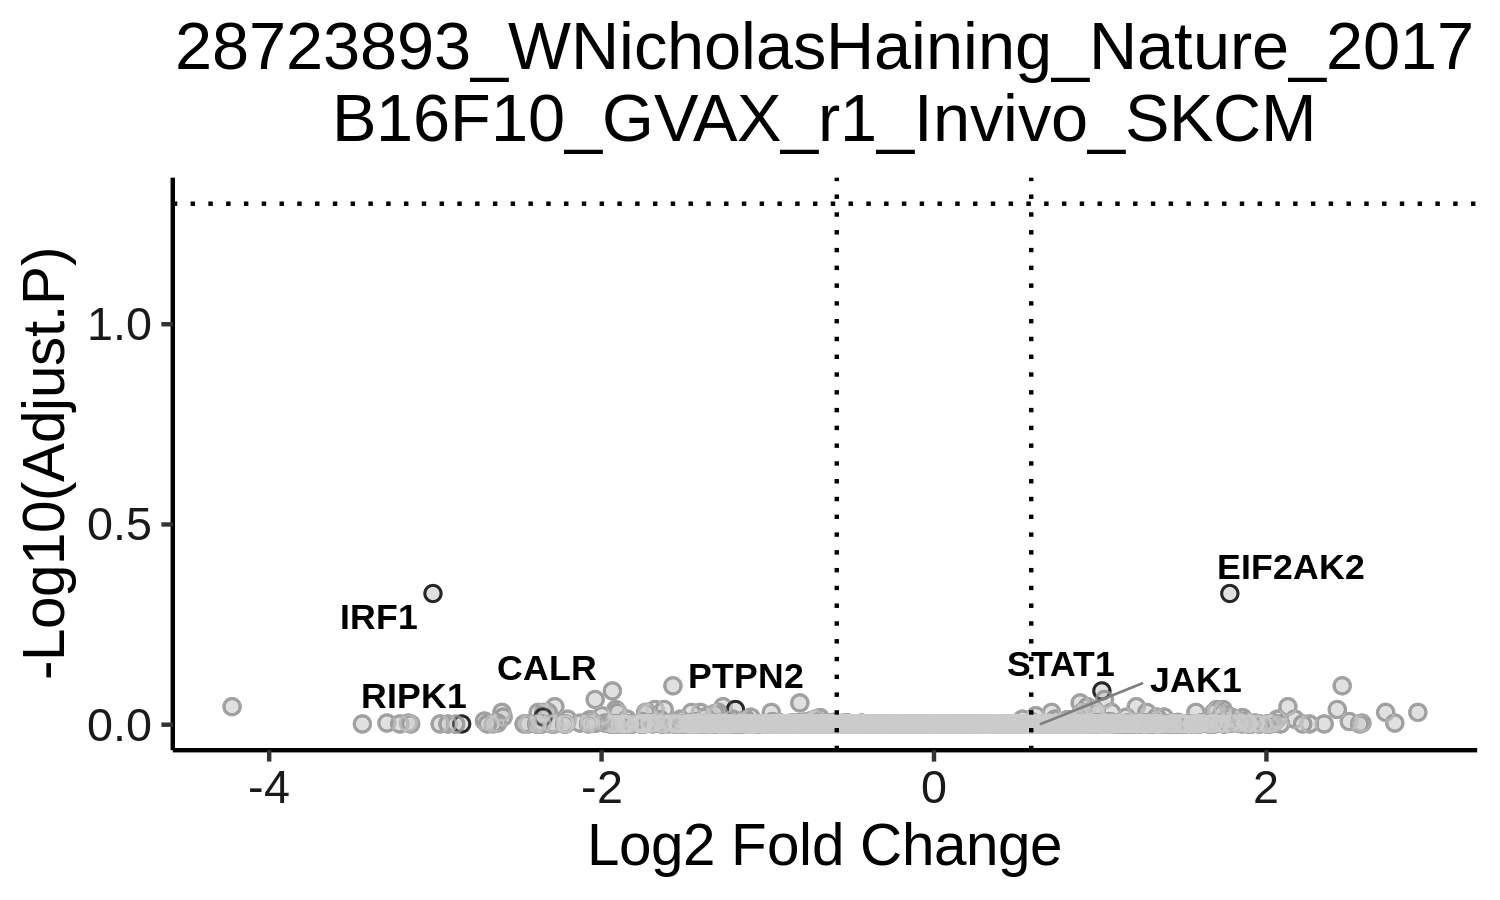 28723893_WNicholasHaining_Nature_2017
B16F10_GVAX_r1_Invivo_SKCM
-Log10(Adjust.P)
1.0
0.5
0.0
EIF2AK2
IRF1
STAT1
CALR
PTPN2
JAK1
RIPK1
-4
-2
0
2
Log2 Fold Change